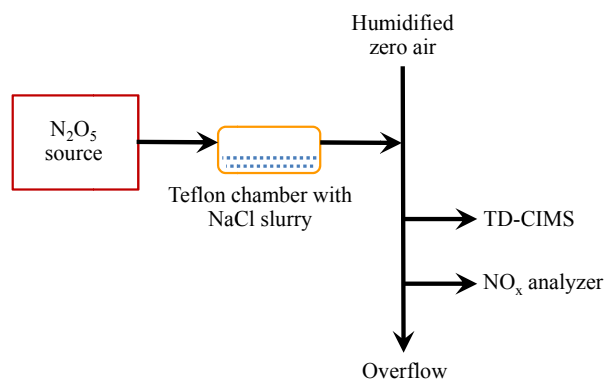 Humidified
zero air
N₂O₅
source
Teflon chamber with
NaCl slurry
TD-CIMS
NOₓ analyzer
Overflow